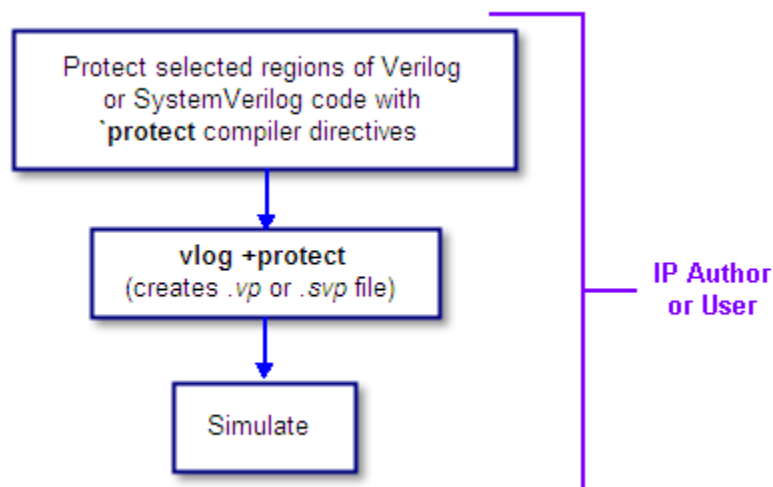 Protect selected regions of Verilog
or SystemVerilog code with
`protect compiler directives
vlog +protect
(creates .vp or .svp file)
Simulate
IP Author
or User